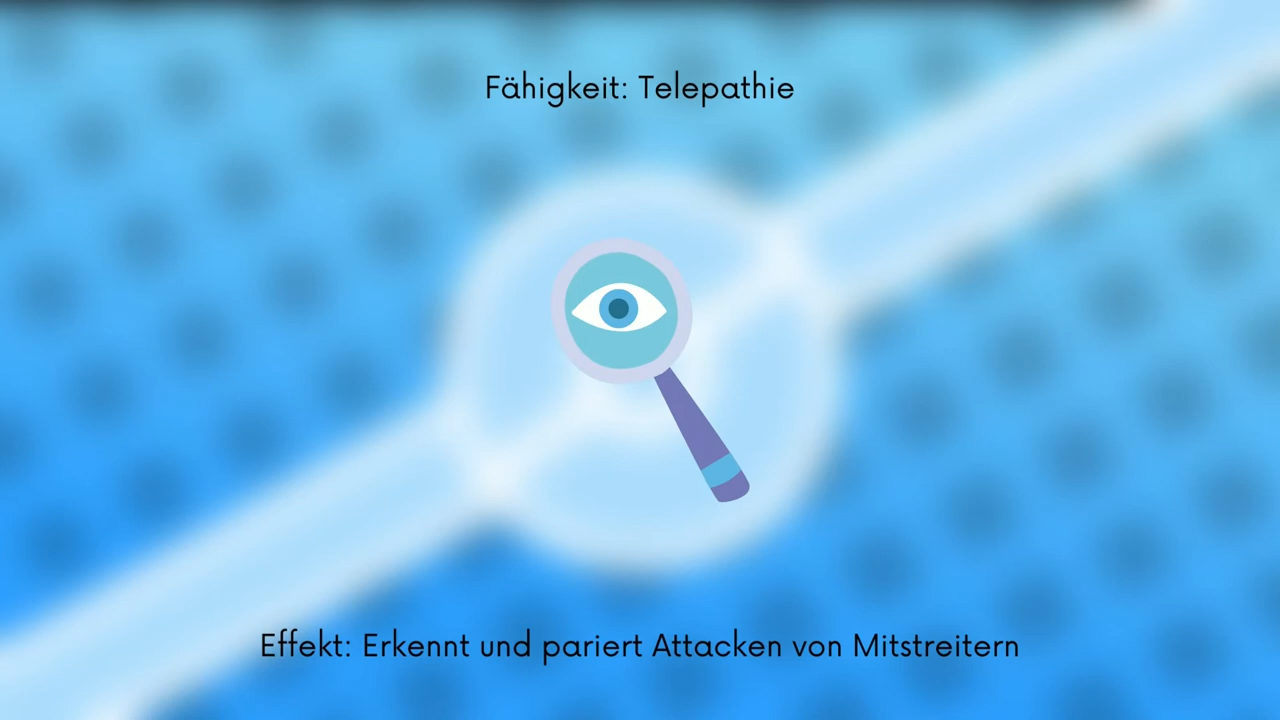 Fähigkeit: Telepathie
Effekt: Erkennt und pariert Attacken von Mitstreitern